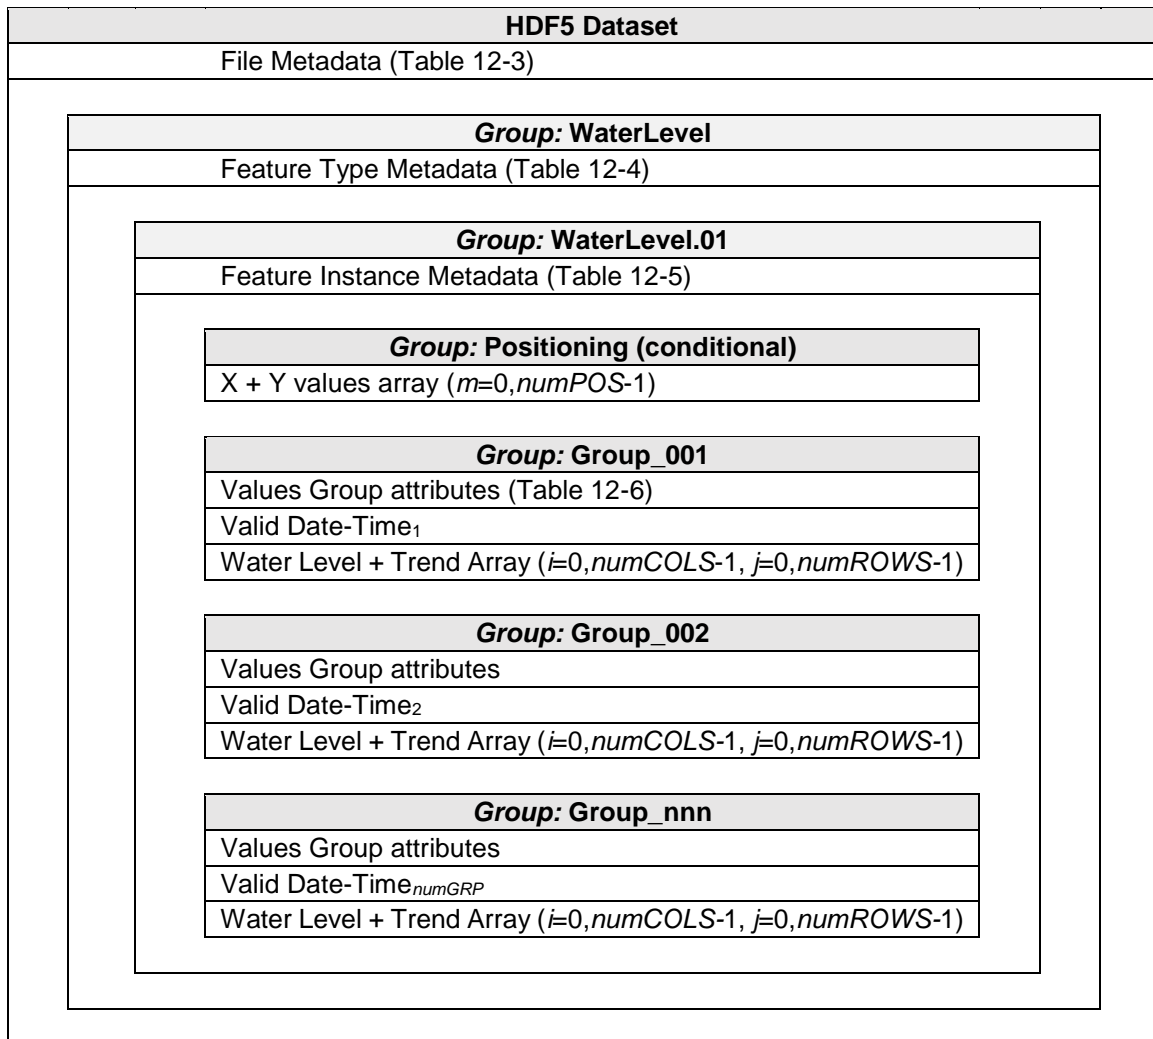 HDF5 Dataset
File Metadata (Table 12-3)
Group: WaterLevel
Feature Type Metadata (Table 12-4)
Group: WaterLevel.01
Feature Instance Metadata (Table 12-5)
Group: Positioning (conditional)
X + Y values array (m=0,numPOS-1)
Group: Group_001
Values Group attributes (Table 12-6)
Valid Date-Time1
Water Level + Trend Array (i=0,numCOLS-1, j=0,numROWS-1)
Group: Group_002
Values Group attributes
Valid Date-Time2
Water Level + Trend Array (i=0,numCOLS-1, j=0,numROWS-1)
Group: Group_nnn
Values Group attributes
Valid Date-TimenumGRP
Water Level + Trend Array (i=0,numCOLS-1, j=0,numROWS-1)